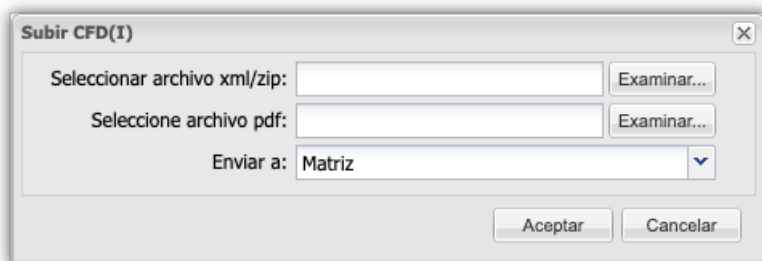 Subir CFD(I)
Seleccionar archivo xml/zip: Examinar...
Seleccione archivo pdf: Examinar...
Enviar a: Matriz
Aceptar Cancelar